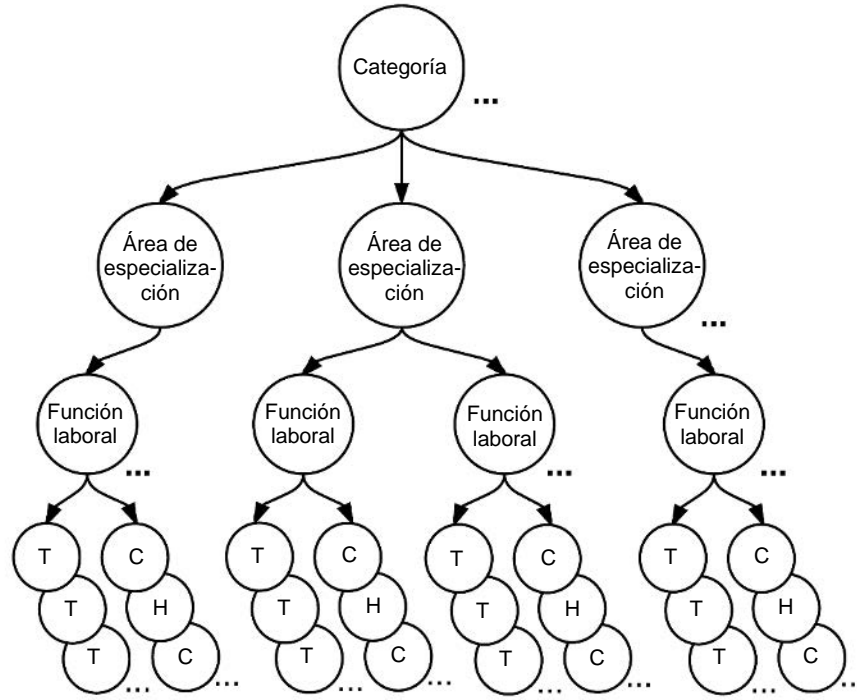 Categoría
...
Área de
especializa-
ción
Área de
especializa-
ción
Área de
especializa-
ción
...
Función
laboral
...
Función
laboral
Función
laboral
...
Función
laboral
...
T
C
T
C
T
C
T
C
T
H
T
H
T
H
T
H
T
...
C
...
T
...
C
...
T
...
C
...
T
...
C
...